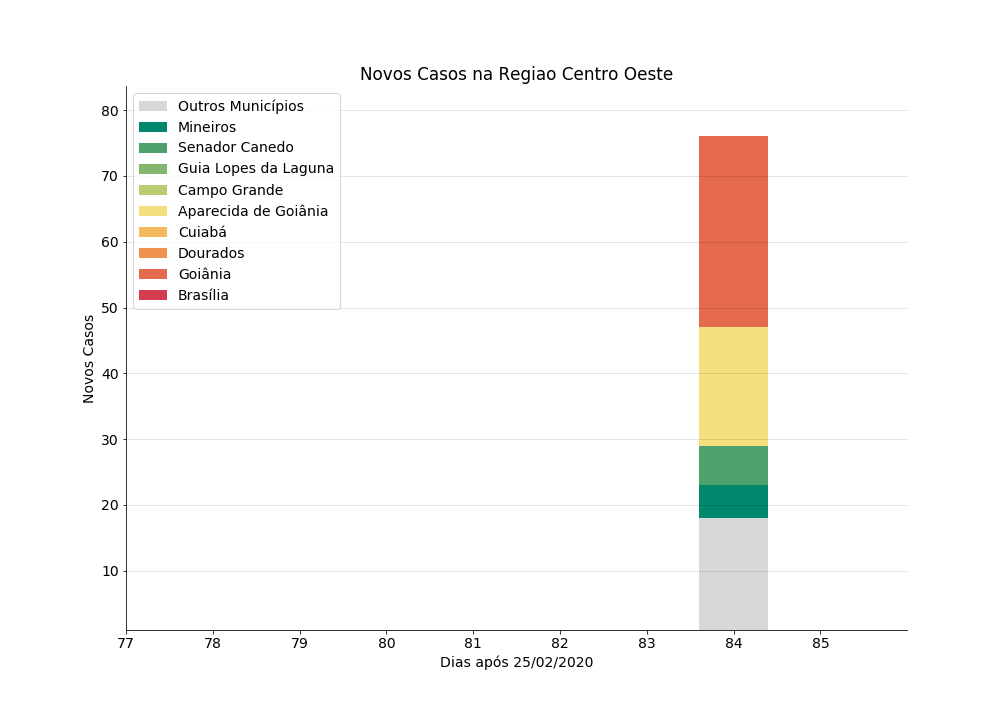 Novos Casos na Regiao Centro Oeste
Outros Municípios
Mineiros
Senador Canedo
Guia Lopes da Laguna
Campo Grande
Aparecida de Goiânia
Cuiabá
Dourados
Goiânia
Brasília
80
70
60
50
40
30
20
10
Novos Casos
77 78 79 80 81 82 83 84 85
Dias após 25/02/2020